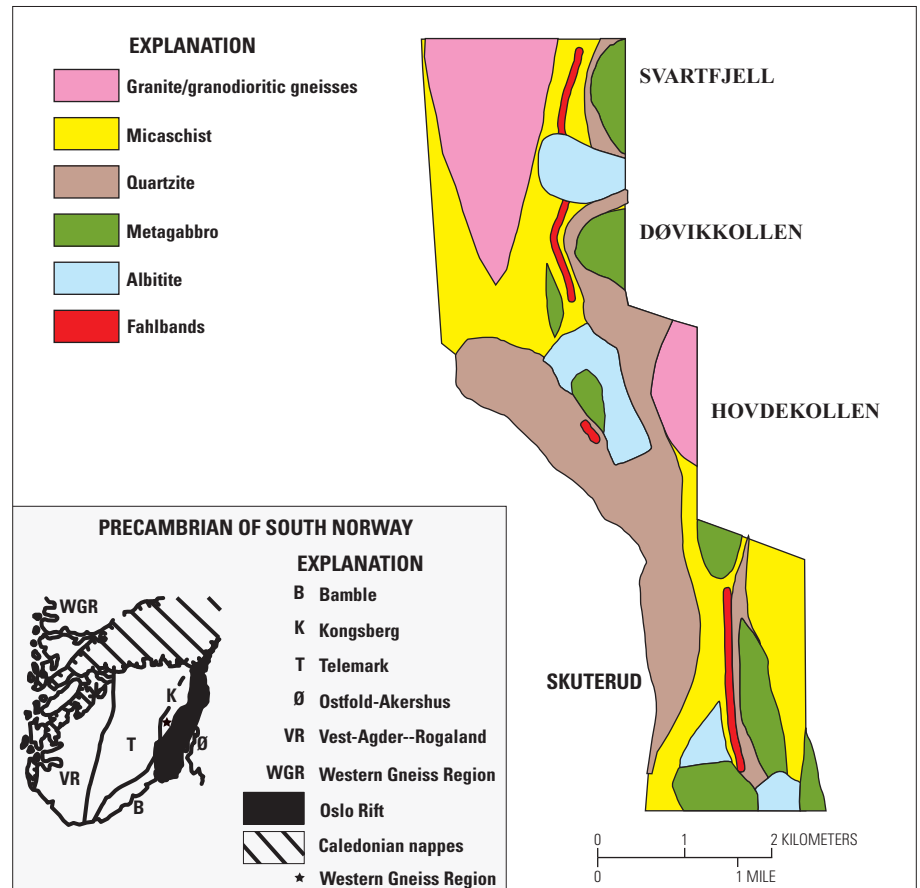 EXPLANATION
Granite/granodioritic gneisses
Micaschist
Quartzite
Metagabbro
Albitite
Fahlbands
SVARTFJELL
DØVIKKOLLEN
HOVDEKOLLEN
SKUTERUD
0 1 2 KILOMETERS
0 1 MILE
PRECAMBRIAN OF SOUTH NORWAY
EXPLANATION
B Bamble
K Kongsberg
T Telemark
Ø Ostfold-Akershus
VR Vest-Agder--Rogaland
WGR Western Gneiss Region
Oslo Rift
Caledonian nappes
Western Gneiss Region
WGR
K
T
Ø
VR
B